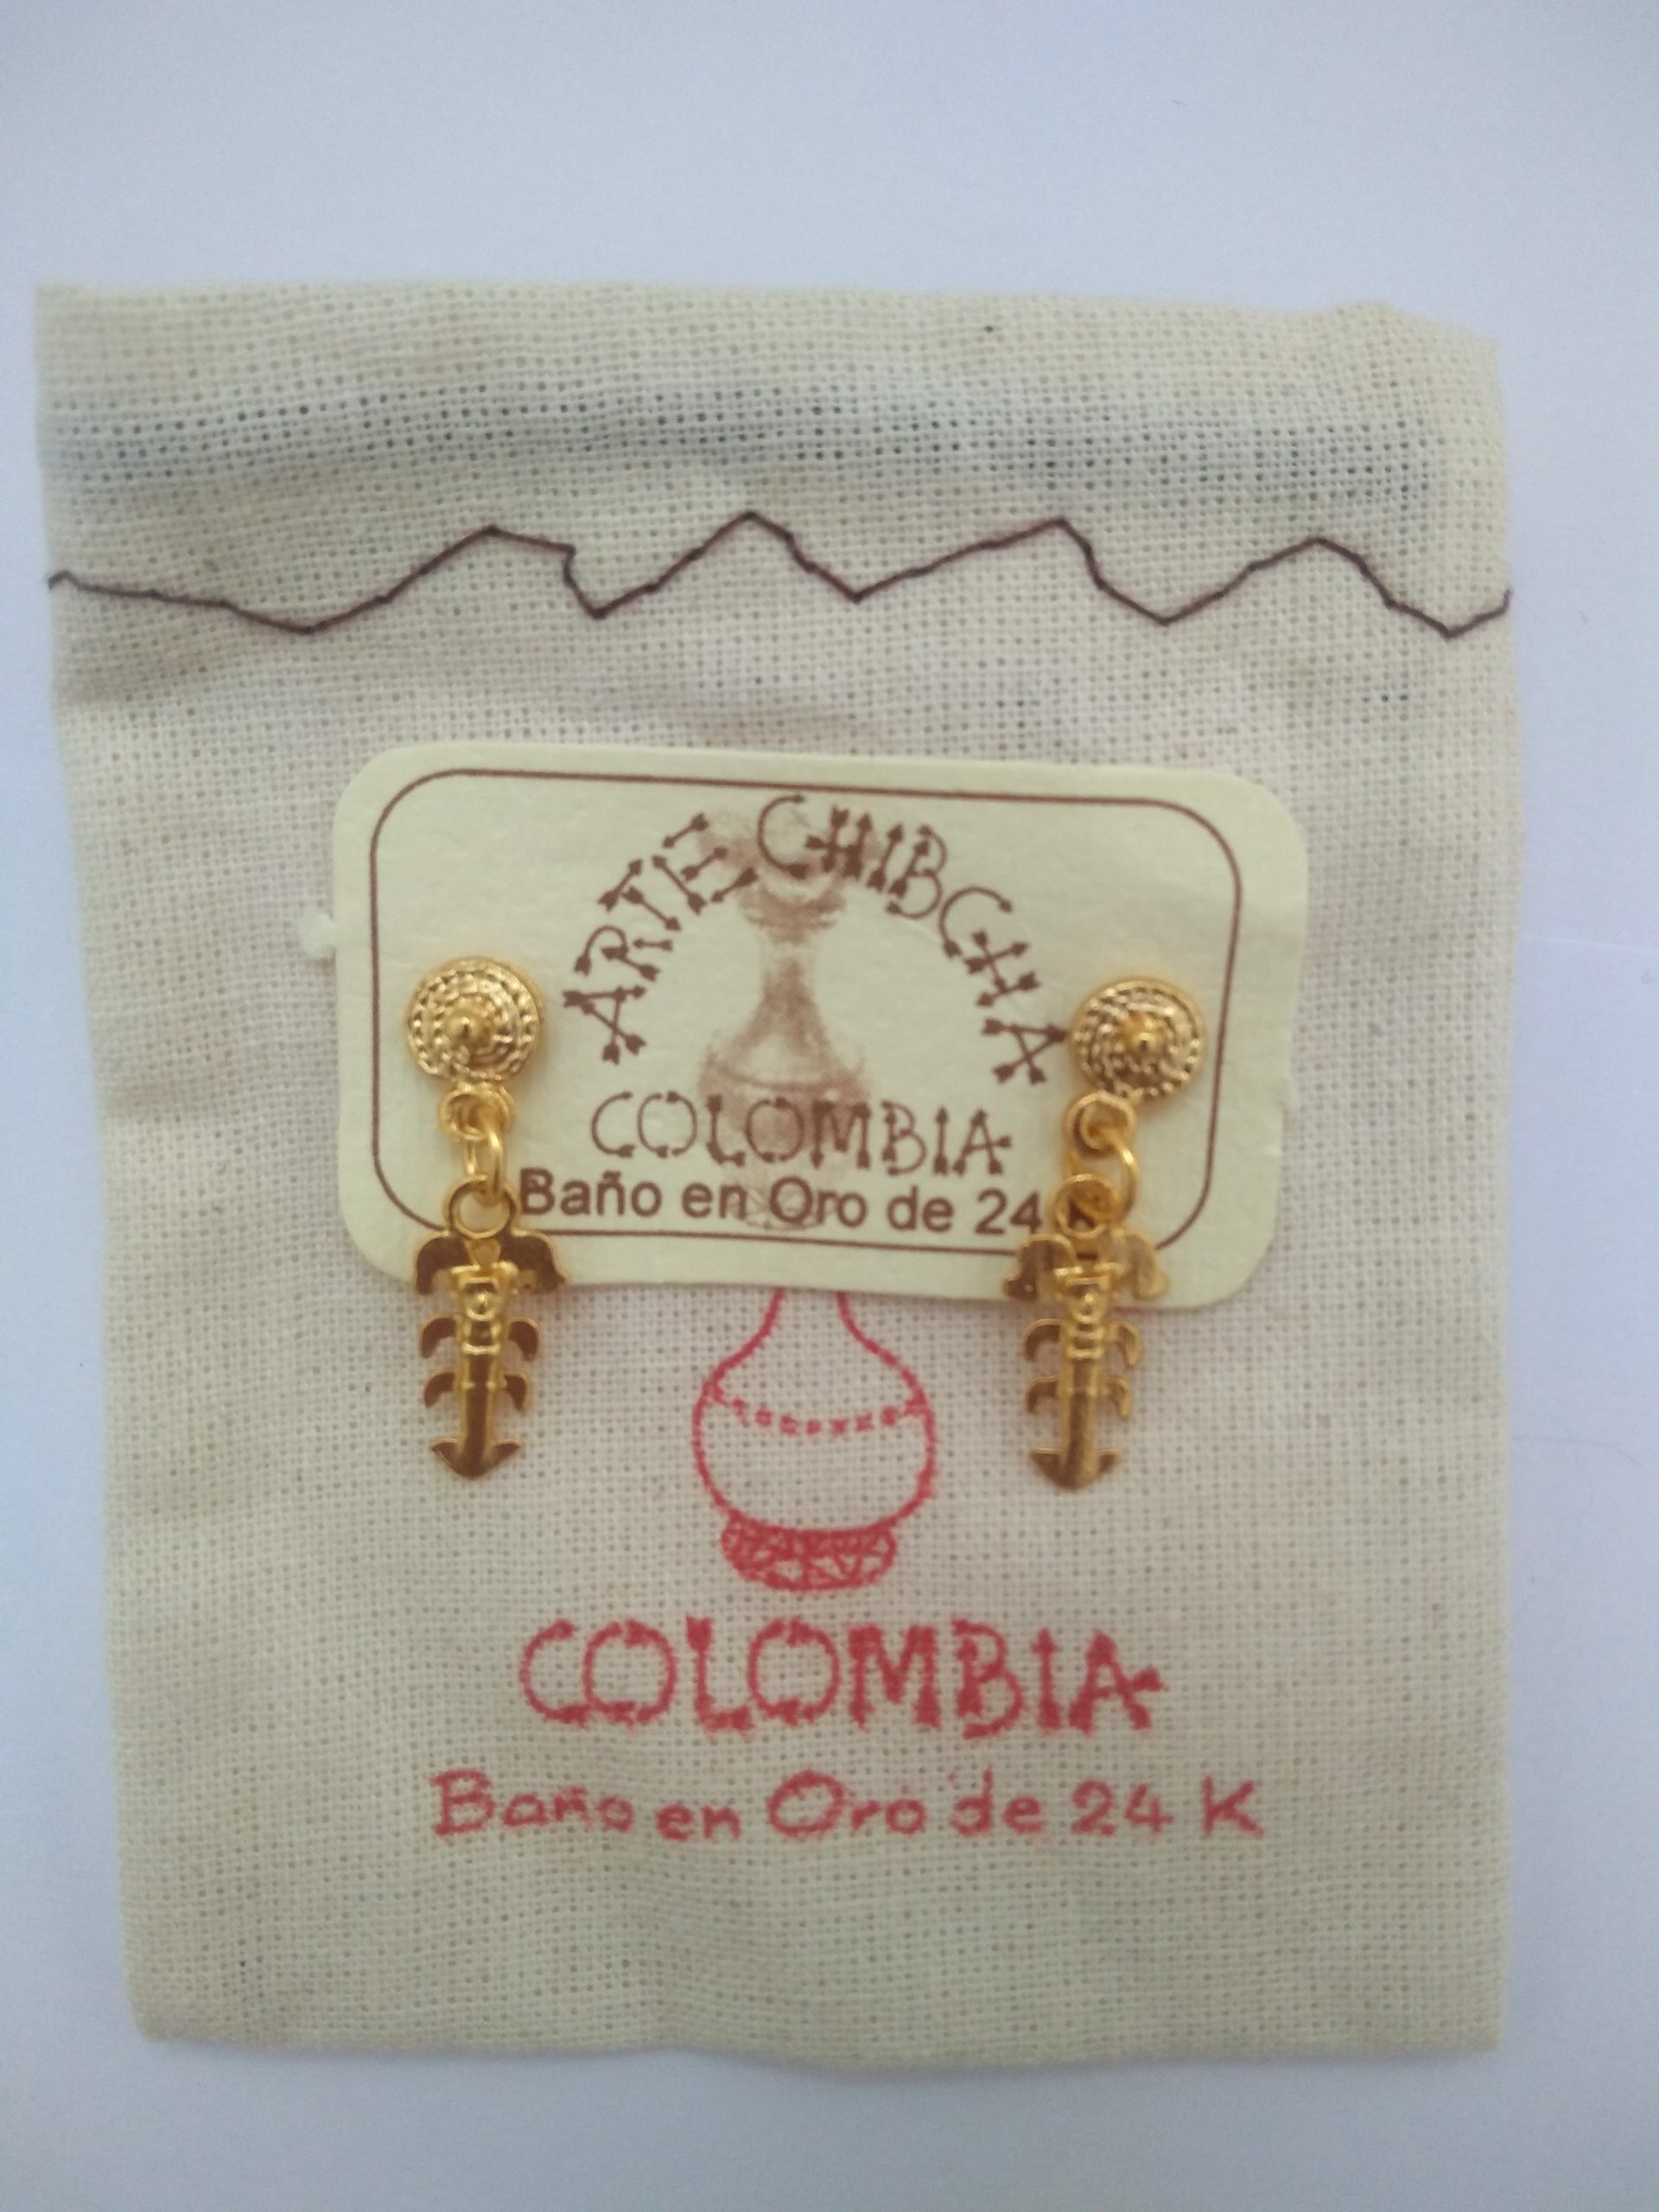 ARTE CHIBCHA
COLOMBIA
Baño en Oro de 24
COLOMBIA
Baño en Oro de 24 K